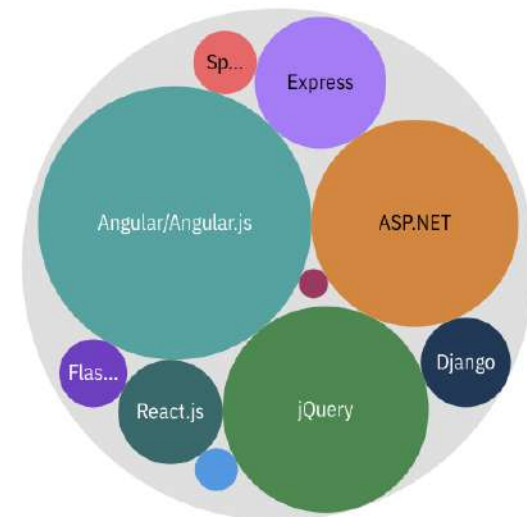 Sp...
Express
Angular/Angular.js
ASP.NET
Django
Flas...
React.js
jQuery